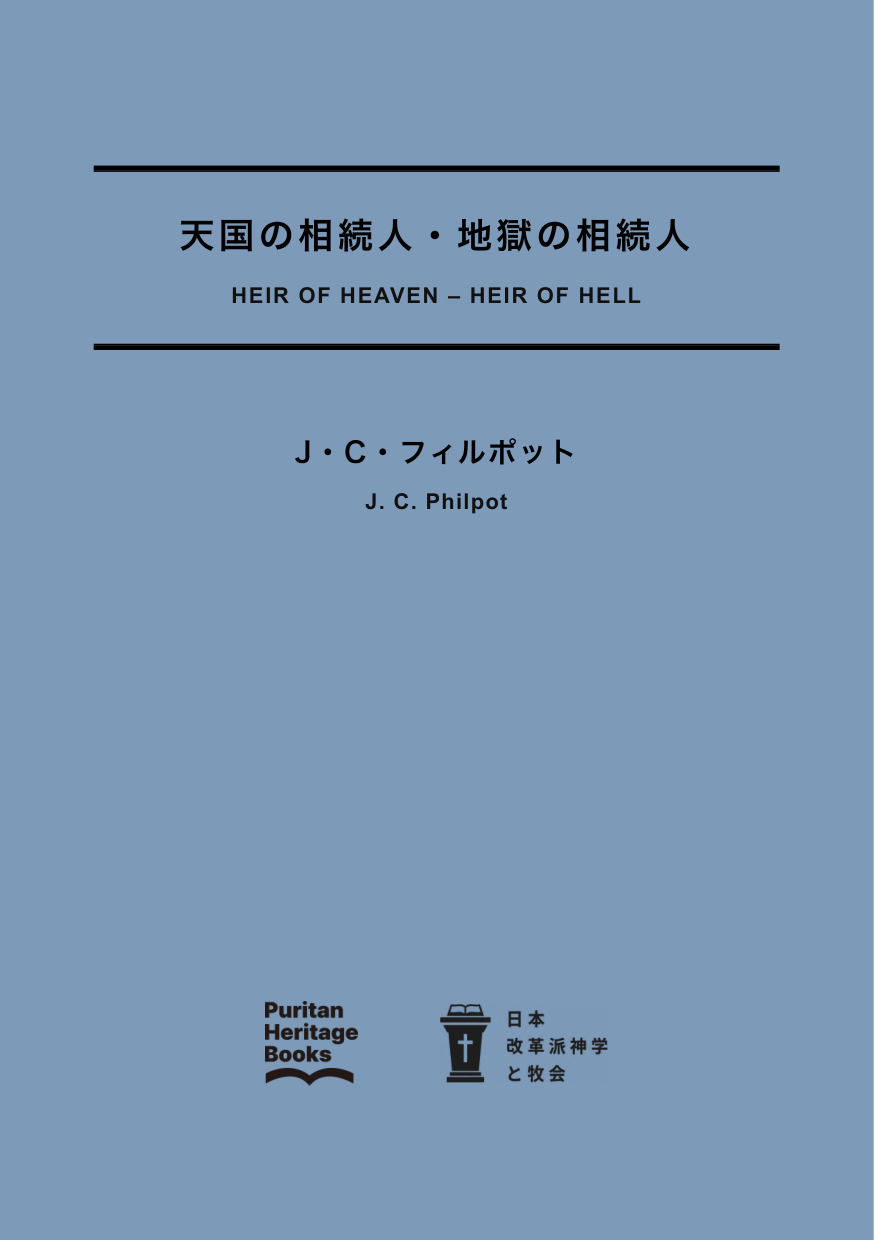 天国の相続人・地獄の相続人
HEIR OF HEAVEN – HEIR OF HELL
J・C・フィルポット
J. C. Philpot
Puritan
Heritage
Books
日本
改革派神学
と牧会